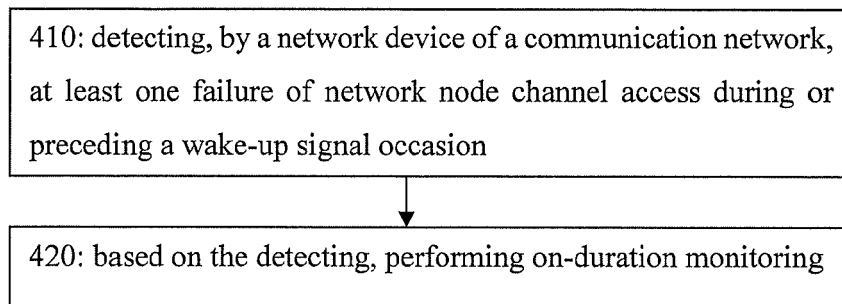 410: detecting, by a network device of a communication network,
at least one failure of network node channel access during or
preceding a wake-up signal occasion
420: based on the detecting, performing on-duration monitoring